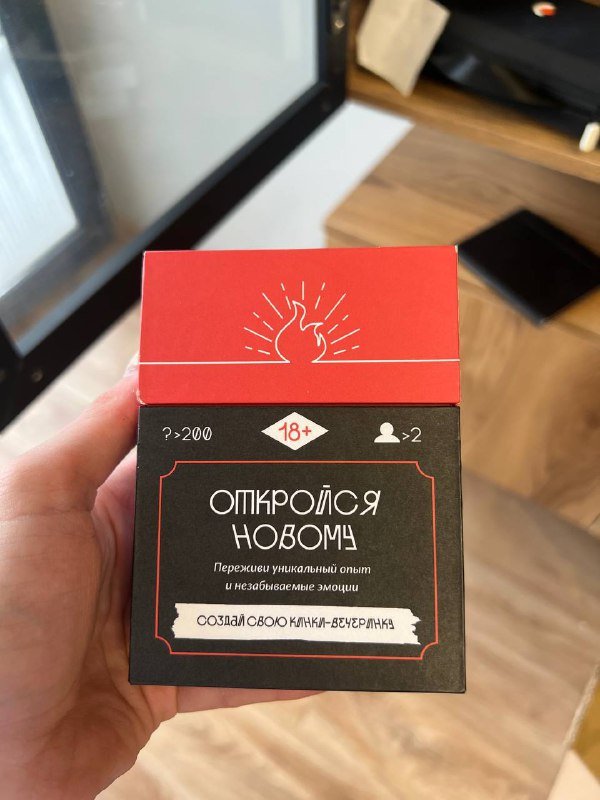 ?>200
18+
>2
ОТКРОЙСЯ
НОВОМУ
Переживи уникальный опыт
и незабываемые эмоции
СОЗДАЙ СВОЮ КИНКИ-ВЕЧЕРИНКУ